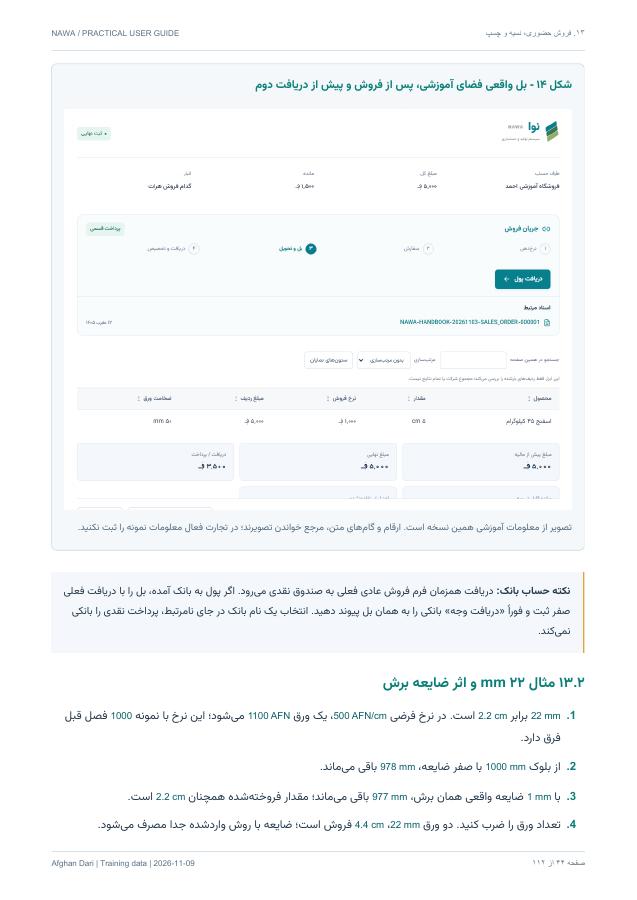 NAWA / PRACTICAL USER GUIDE
۱۳. فروش حضوری، نسیه و چسپ
شکل ۱۴ - بل واقعی فضای آموزشی، پس از فروش و پیش از دریافت دوم
نوا NAWA
ثبت نهایی
طرف حساب
مبلغ کل
مانده
انبار
فروشگاه آموزشی احمد
۵٬۰۰۰ ؋
۱٬۵۰۰ ؋
گدام فروش هرات
جریان فروش
پرداخت قسمی
۱ نرخ‌دهی
۲ سفارش
۳ بل و تحویل
۴ دریافت و تخصیص
دریافت پول ←
اسناد مرتبط
NAWA-HANDBOOK-20261103-SALES_ORDER-000001
۱۲ عقرب ۱۴۰۵
جستجو در همین صفحه
مرتب‌سازی
بدون مرتب‌سازی
ستون‌های نمایان
محصول
مقدار
نرخ فروش
مبلغ ردیف
ضخامت ورق
اسفنج ۳۵ کیلوگرام
۵ cm
۱٬۰۰۰ ؋
۵٬۰۰۰ ؋
۵۰ mm
مبلغ پیش از مالیه
مبلغ نهایی
دریافت / پرداخت
۵٬۰۰۰ ؋
۵٬۰۰۰ ؋
۳٬۵۰۰ ؋
تصویر از معلومات آموزشی همین نسخه است. ارقام و گام‌های متن، مرجع خواندن تصویرند؛ در تجارت فعال معلومات نمونه را ثبت نکنید.
نکته حساب بانک: دریافت همزمان فرم فروش عادی فعلی به صندوق نقدی می‌رود. اگر پول به بانک آمده، بل را با دریافت فعلی
صفر ثبت و فوراً «دریافت وجه» بانکی را به همان بل پیوند دهید. انتخاب یک نام بانک در جای نامرتبط، پرداخت نقدی را بانکی
نمی‌کند.
۱۳.۲ مثال ۲۲ mm و اثر ضایعه برش
1. 22 mm برابر 2.2 cm است. در نرخ فرضی 500 AFN/cm، یک ورق 1100 AFN می‌شود؛ این نرخ با نمونه 1000 فصل قبل
فرق دارد.
2. از بلوک 1000 mm با صفر ضایعه، 978 mm باقی می‌ماند.
3. با 1 mm ضایعه واقعی همان برش، 977 mm باقی می‌ماند؛ مقدار فروخته‌شده همچنان 2.2 cm است.
4. تعداد ورق را ضرب کنید. دو ورق 22 mm، 4.4 cm فروش است؛ ضایعه با روش واردشده جدا مصرف می‌شود.
Afghan Dari | Training data | 2026-11-09
صفحه ۴۴ از ۱۱۲